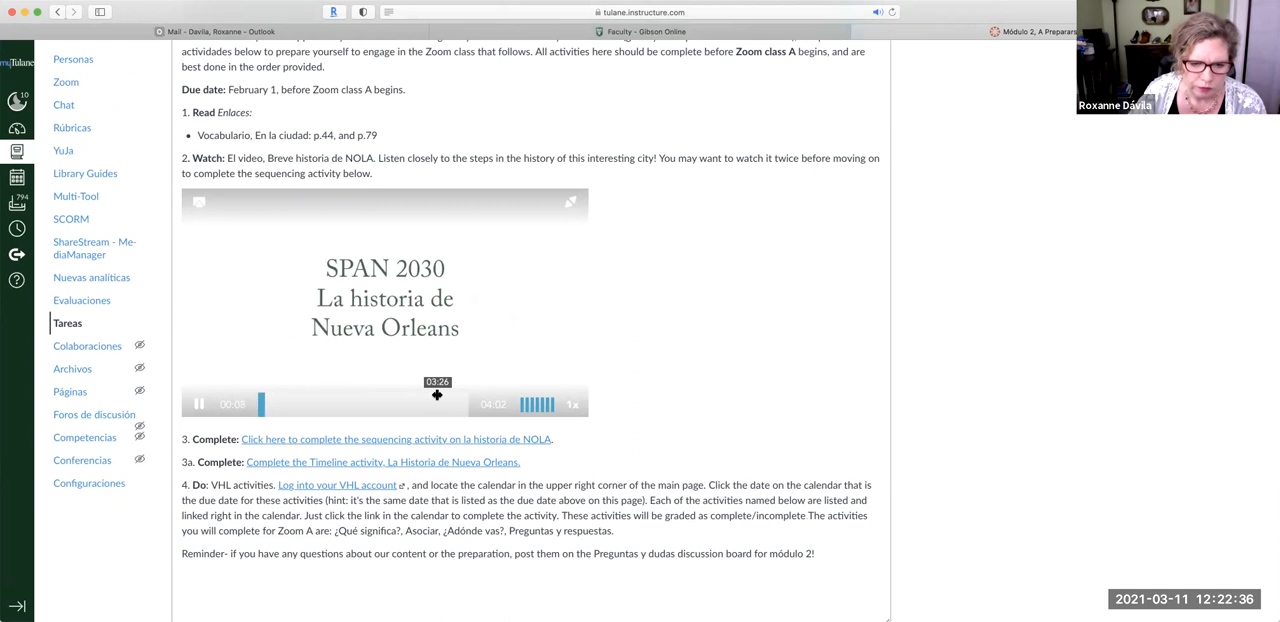 tulane.instructure.com
Mail - Davila, Roxanne - Outlook
Faculty - Gibson Online
Módulo 2, A Preparars
Roxanne Dávila
myTulane
10
794
Personas
Zoom
Chat
Rúbricas
YuJa
Library Guides
Multi-Tool
SCORM
ShareStream - Me-
diaManager
Nuevas analíticas
Evaluaciones
Tareas
Colaboraciones
Archivos
Páginas
Foros de discusión
Competencias
Conferencias
Configuraciones
actividades below to prepare yourself to engage in the Zoom class that follows. All activities here should be complete before Zoom class A begins, and are
best done in the order provided.
Due date: February 1, before Zoom class A begins.
1. Read Enlaces:
• Vocabulario, En la ciudad: p.44, and p.79
2. Watch: El video, Breve historia de NOLA. Listen closely to the steps in the history of this interesting city! You may want to watch it twice before moving on
to complete the sequencing activity below.
SPAN 2030
La historia de
Nueva Orleans
03:26
00:08
04:02
1x
3. Complete: Click here to complete the sequencing activity on la historia de NOLA.
3a. Complete: Complete the Timeline activity, La Historia de Nueva Orleans.
4. Do: VHL activities. Log into your VHL account , and locate the calendar in the upper right corner of the main page. Click the date on the calendar that is
the due date for these activities (hint: it's the same date that is listed as the due date above on this page). Each of the activities named below are listed and
linked right in the calendar. Just click the link in the calendar to complete the activity. These activities will be graded as complete/incomplete The activities
you will complete for Zoom A are: ¿Qué significa?, Asociar, ¿Adónde vas?, Preguntas y respuestas.
Reminder- if you have any questions about our content or the preparation, post them on the Preguntas y dudas discussion board for módulo 2!
2021-03-11 12:22:36